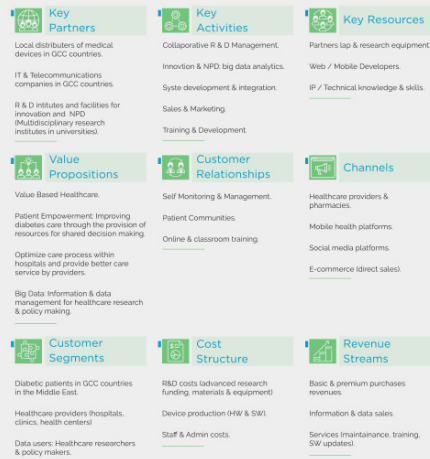 Key
Partners
Local distributers of medical
devices in GCC countries.
IT & Telecommunications
companies in GCC countries.
R & D intitutes and facilities for
innovation and NPD
(Multidisciplinary research
institutes in universities).
Key
Activities
Collaporative R & D Management.
Innovtion & NPD: big data analytics.
Syste development & integration.
Sales & Marketing.
Training & Development.
Key Resources
Partners lap & research equipment.
Web / Mobile Developers.
IP / Technical knowledge & skills.
Value
Propositions
Value Based Healthcare.
Patient Empowerment: Improving
diabetes care through the provision of
resources for shared decision making.
Optimize care process within
hospitals and provide better care
service by providers.
Big Data: Information & data
management for healthcare research
& policy making.
Customer
Relationships
Self Monitoring & Management.
Patient Communities.
Online & classroom training.
Channels
Healthcare providers &
pharmacies.
Mobile health platforms.
Social media platforms.
E-commerce (direct sales).
Customer
Segments
Diabetic patients in GCC countries
in the Middle East.
Healthcare providers (hospitals,
clinics, health centers)
Data users: Healthcare researchers
& policy makers.
Cost
Structure
R&D costs (advanced research
funding, materials & equipment)
Device production (HW & SW).
Staff & Admin costs.
Revenue
Streams
Basic & premium purchases
revenues.
Information & data sales.
Services (maintainance, training,
SW updates).